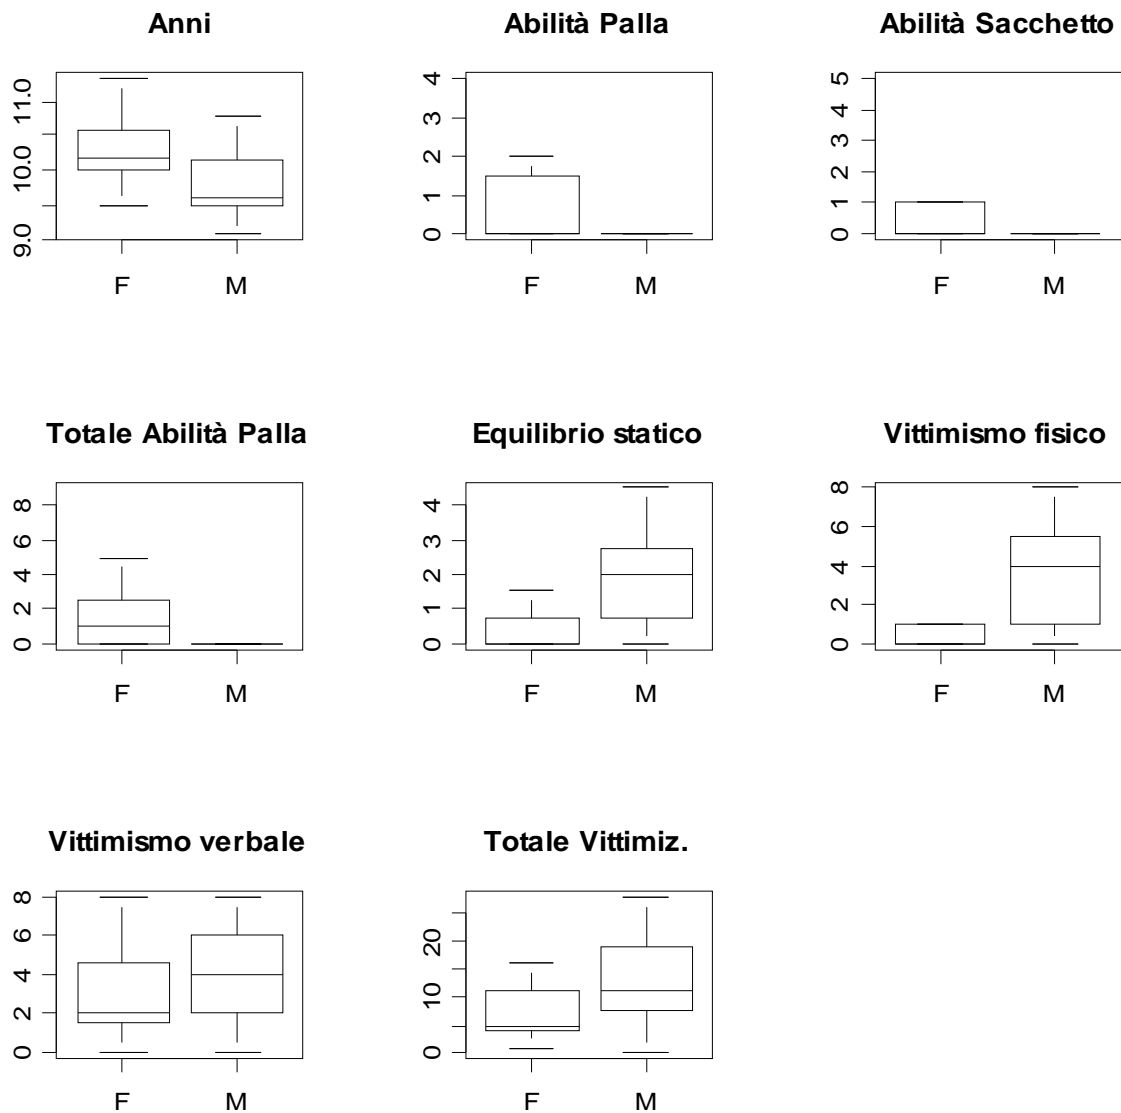 Anni
Abilità Palla
Abilità Sacchetto
11.0
10.0
9.0
F M
4
3
2
1
0
F M
5
4
3
2
1
0
F M
Totale Abilità Palla
Equilibrio statico
Vittimismo fisico
8
6
4
2
0
F M
4
3
2
1
0
F M
8
6
4
2
0
F M
Vittimismo verbale
Totale Vittimiz.
8
6
4
2
0
F M
20
10
0
F M